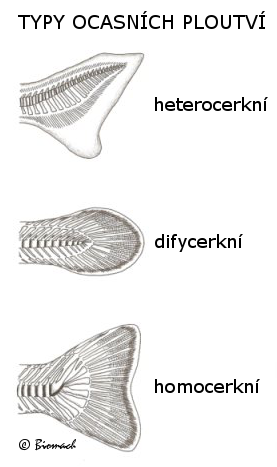 TYPY OCASNÍCH PLOUTVÍ
heterocerkní
difycerkní
homocerkní
© Biomach